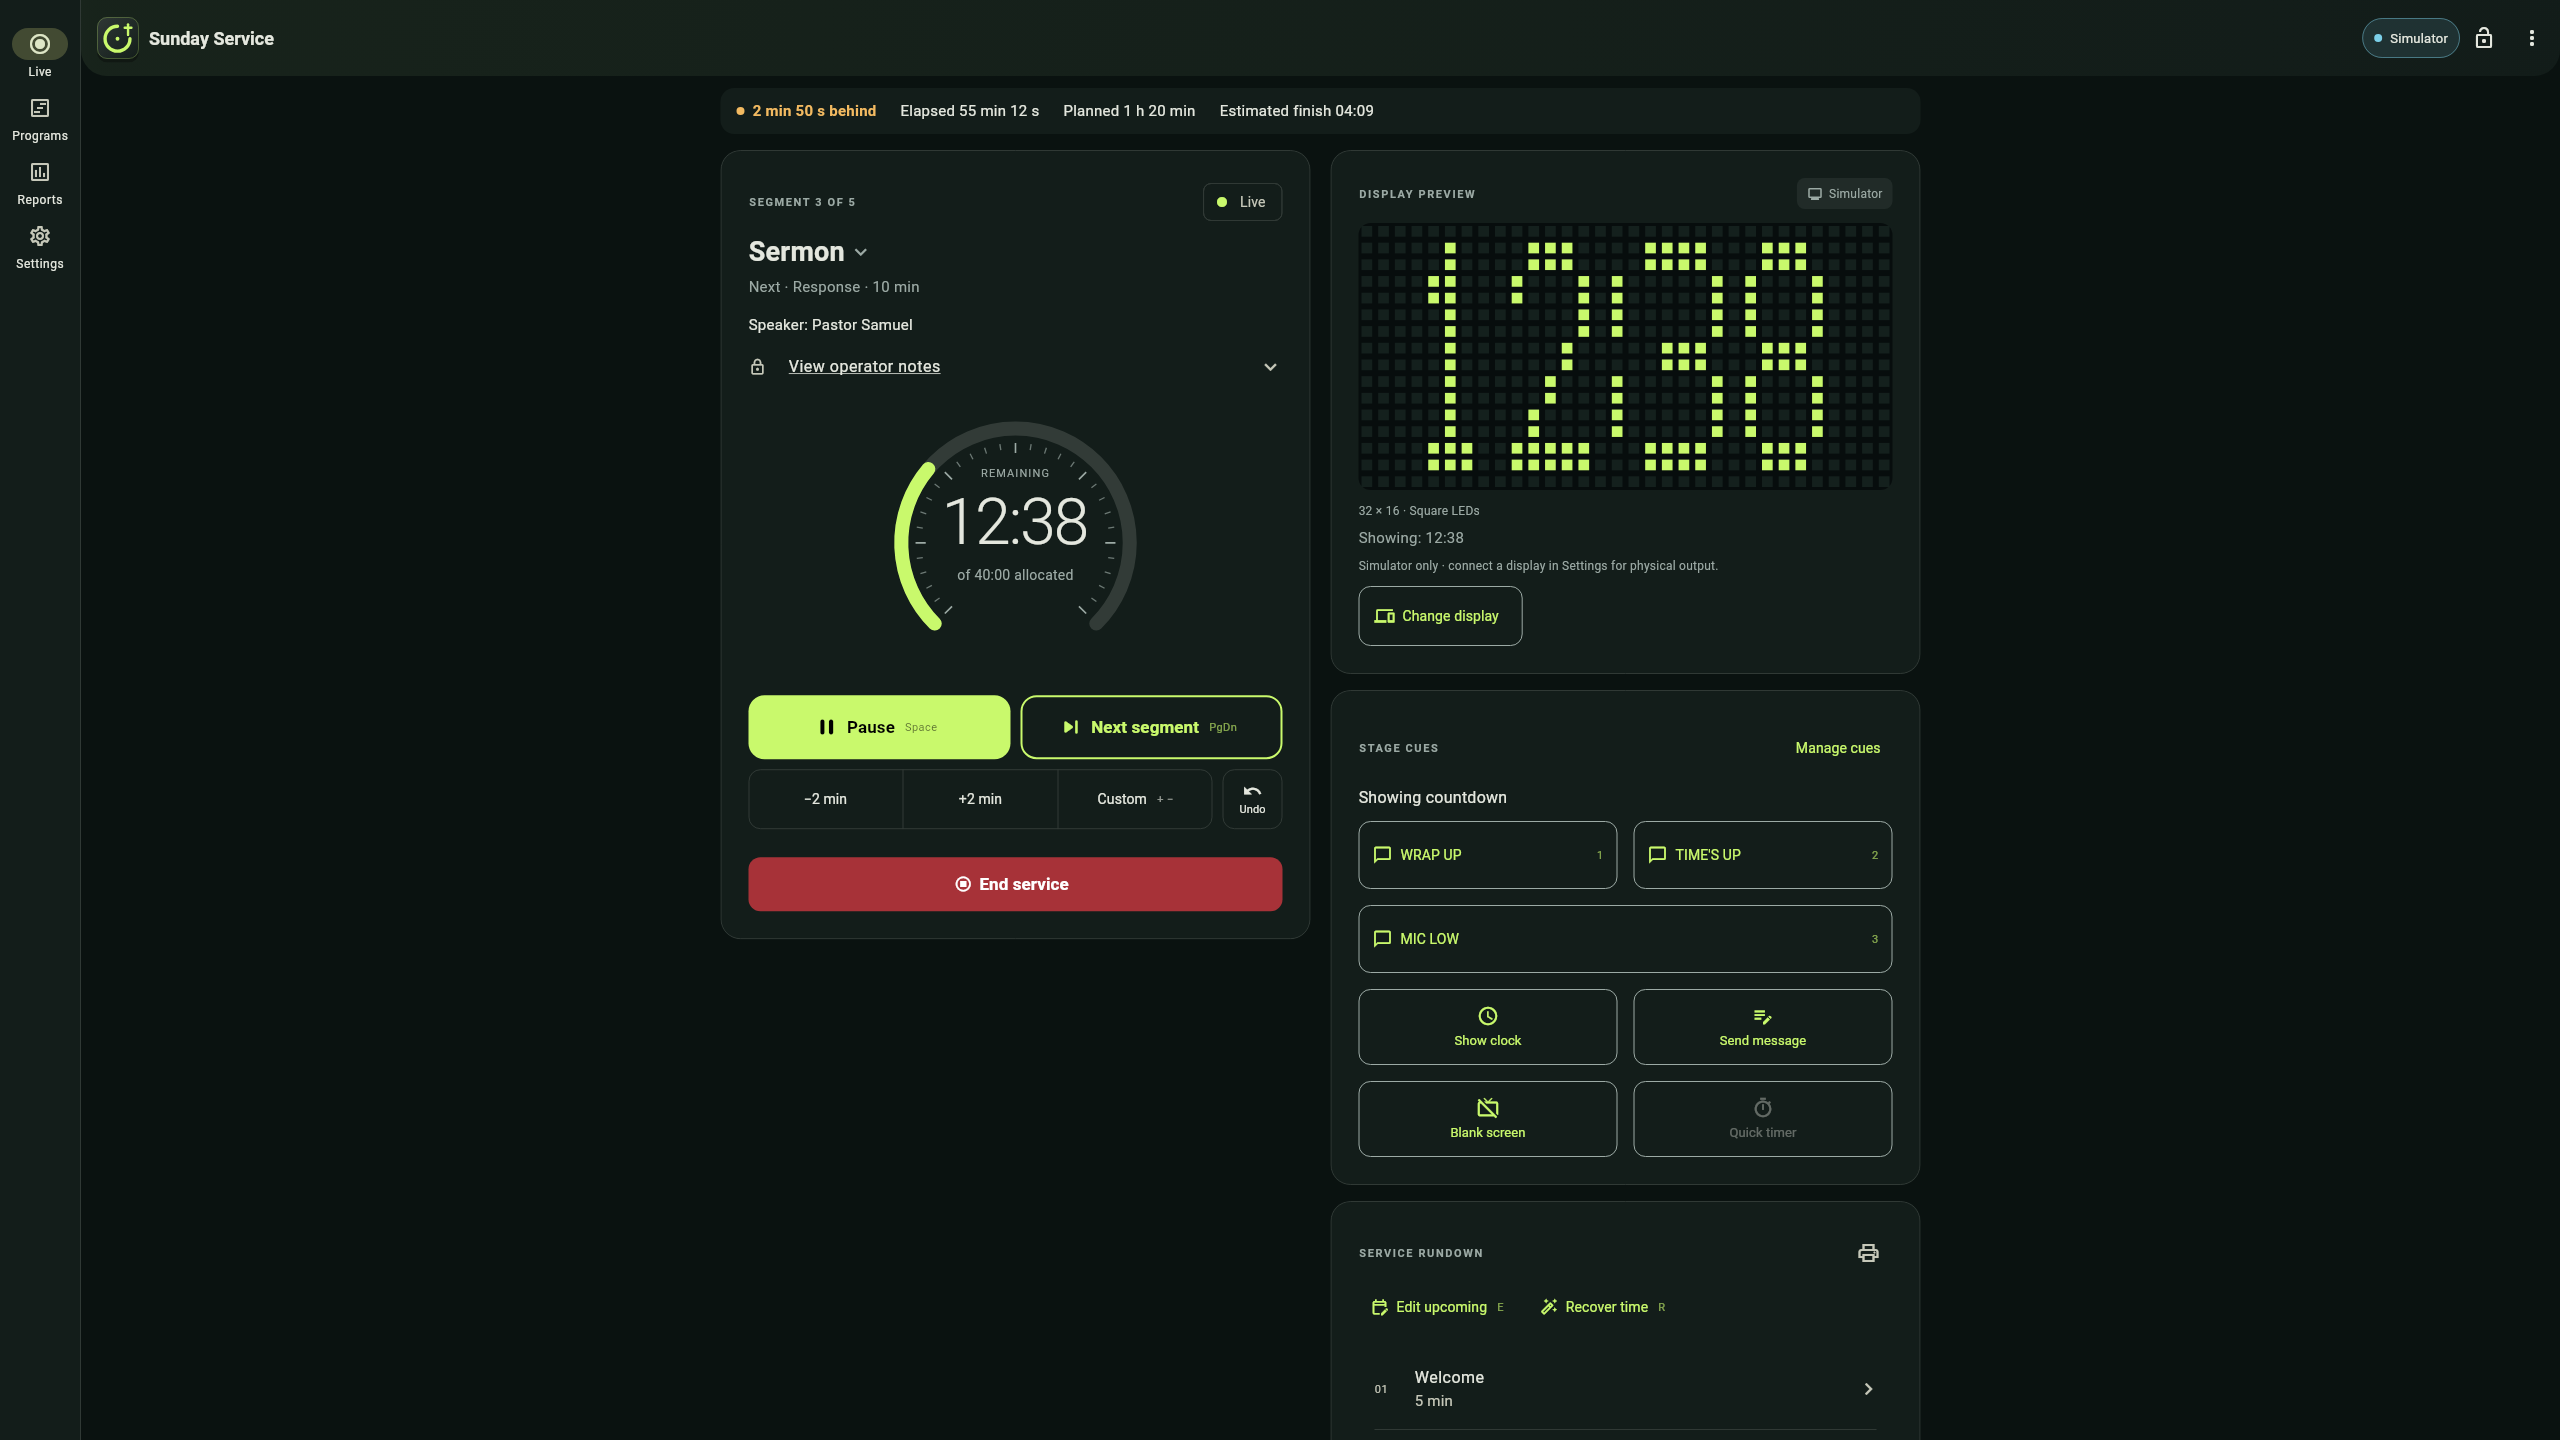 Sunday Service
Simulator
Live
Programs
Reports
Settings
2 min 50 s behind Elapsed 55 min 12 s Planned 1 h 20 min Estimated finish 04:09
SEGMENT 3 OF 5
Live
Sermon
Next · Response · 10 min
Speaker: Pastor Samuel
View operator notes
REMAINING
12:38
of 40:00 allocated
Pause Space
Next segment PgDn
−2 min
+2 min
Custom + −
Undo
End service
DISPLAY PREVIEW
Simulator
12:38
32 × 16 · Square LEDs
Showing: 12:38
Simulator only · connect a display in Settings for physical output.
Change display
STAGE CUES
Manage cues
Showing countdown
WRAP UP 1
TIME'S UP 2
MIC LOW 3
Show clock
Send message
Blank screen
Quick timer
SERVICE RUNDOWN
Edit upcoming E
Recover time R
01
Welcome
5 min